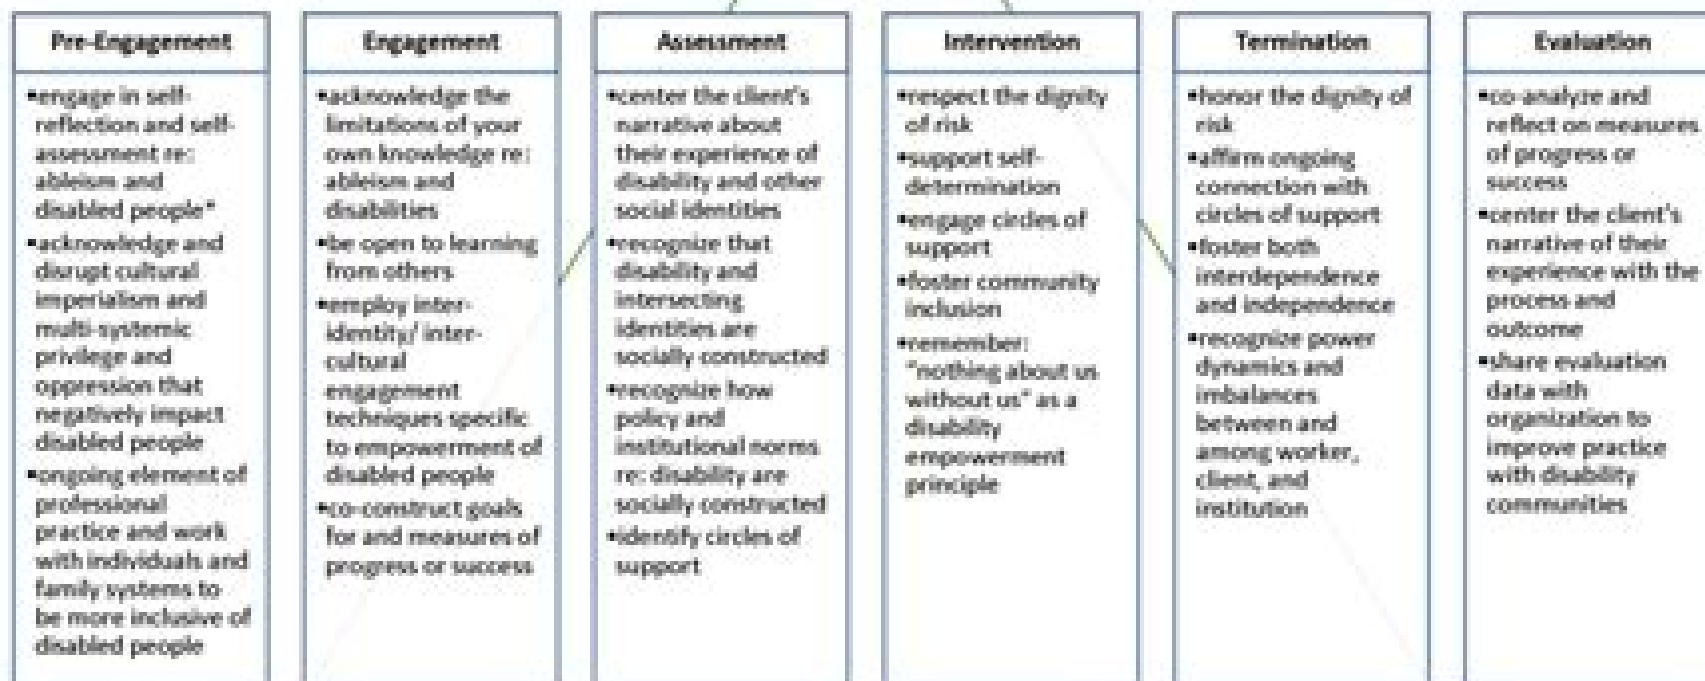 Pre-Engagement
•engage in self-
reflection and self-
assessment re:
ableism and
disabled people*
•acknowledge and
disrupt cultural
imperialism and
multi-systemic
privilege and
oppression that
negatively impact
disabled people
•ongoing element of
professional
practice and work
with individuals and
family systems to
be more inclusive of
disabled people
Engagement
•acknowledge the
limitations of your
own knowledge re:
ableism and
disabilities
•be open to learning
from others
•employ inter-
identity/ inter-
cultural
engagement
techniques specific
to empowerment of
disabled people
•co-construct goals
for and measures of
progress or success
Assessment
•center the client's
narrative about
their experience of
disability and other
social identities
•recognize that
disability and
intersecting
identities are
socially constructed
•recognize how
policy and
institutional norms
re: disability are
socially constructed
•identify circles of
support
Intervention
•respect the dignity
of risk
•support self-
determination
•engage circles of
support
•foster community
inclusion
•remember:
"nothing about us
without us" as a
disability
empowerment
principle
Termination
•honor the dignity of
risk
•affirm ongoing
connection with
circles of support
•foster both
interdependence
and independence
•recognize power
dynamics and
imbalances
between and
among worker,
client, and
institution
Evaluation
•co-analyze and
reflect on measures
of progress or
success
•center the client's
narrative of their
experience with the
process and
outcome
•share evaluation
data with
organization to
improve practice
with disability
communities